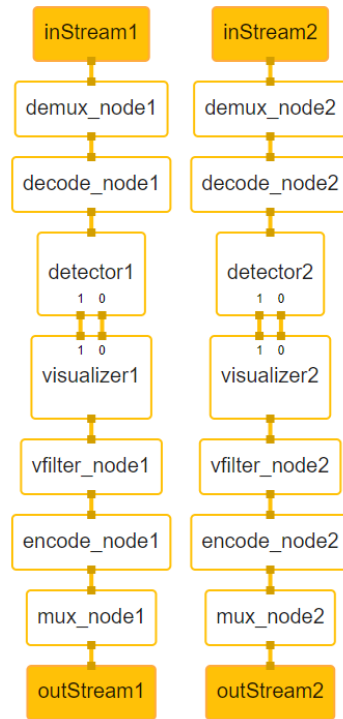 inStream1
demux_node1
decode_node1
detector1
1 0
1 0
visualizer1
vfilter_node1
encode_node1
mux_node1
outStream1
inStream2
demux_node2
decode_node2
detector2
1 0
1 0
visualizer2
vfilter_node2
encode_node2
mux_node2
outStream2